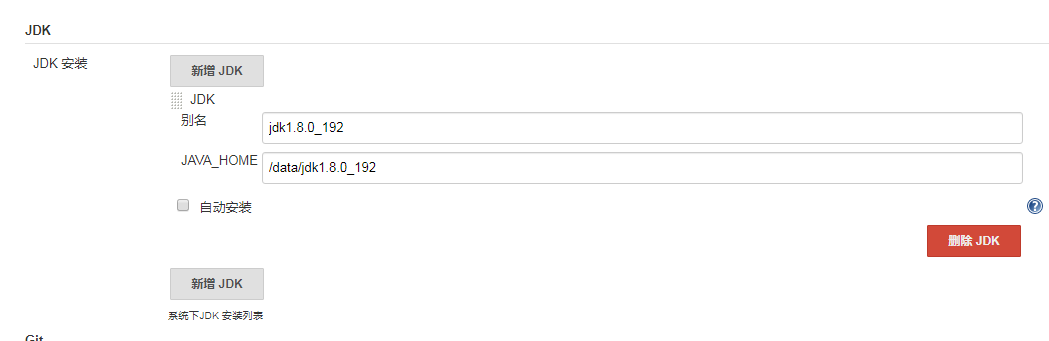 JDK
JDK 安装
新增 JDK
JDK
别名
jdk1.8.0_192
JAVA_HOME
/data/jdk1.8.0_192
自动安装
?
删除 JDK
新增 JDK
系统下JDK 安装列表
Git